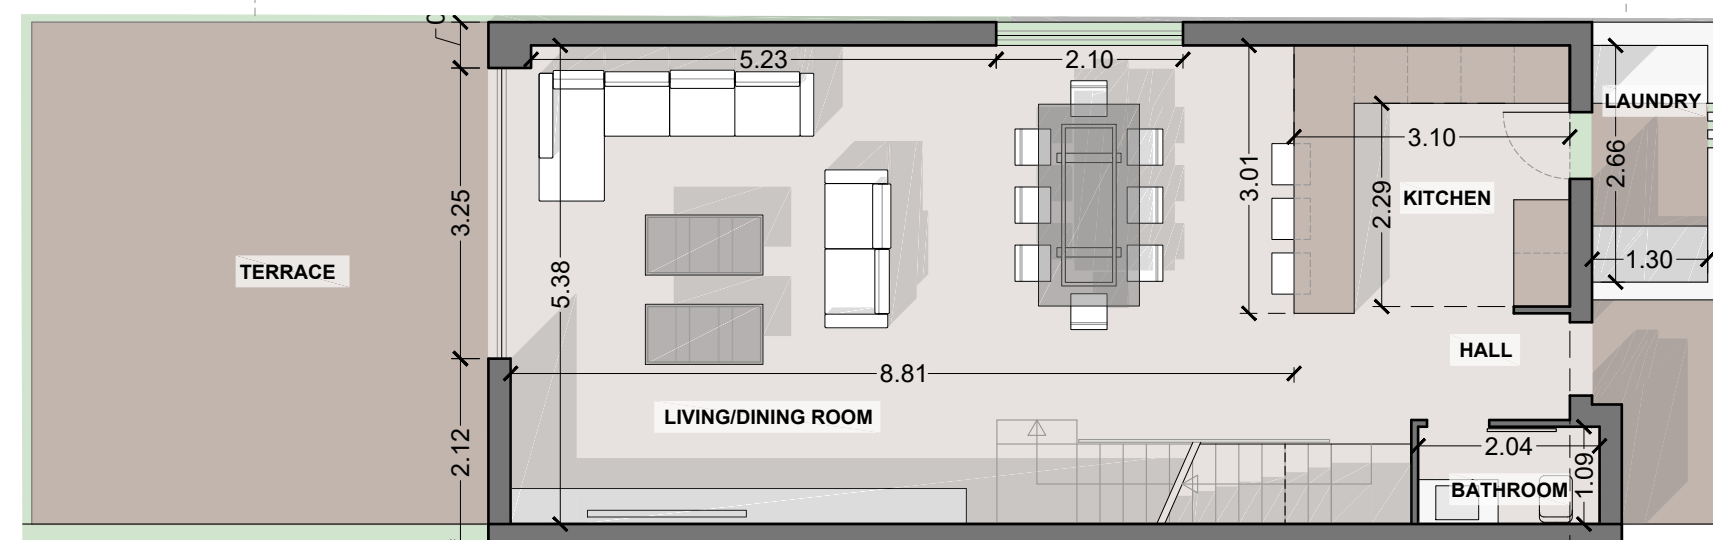 5.23
2.10
LAUNDRY
3.10
2.66
3.01
2.29
KITCHEN
3.25
1.30
TERRACE
5.38
HALL
8.81
LIVING/DINING ROOM
2.12
2.04
1.09
BATHROOM